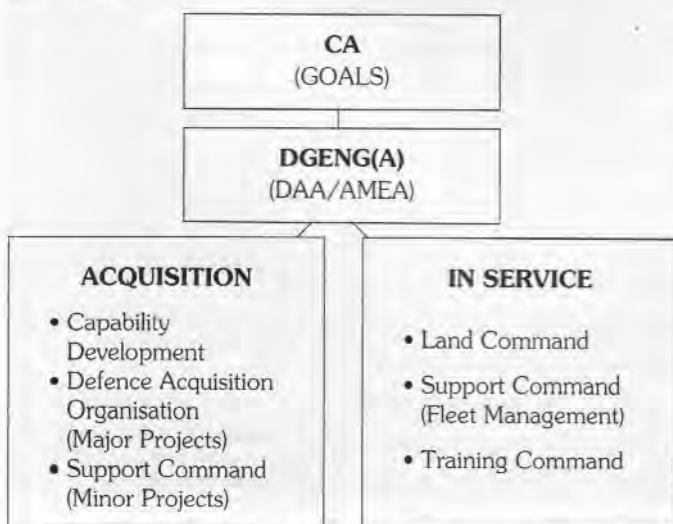 CA
(GOALS)
DGENG(A)
(DAA/AMEA)
ACQUISITION
• Capability
Development
• Defence Acquisition
Organisation
(Major Projects)
• Support Command
(Minor Projects)
IN SERVICE
• Land Command
• Support Command
(Fleet Management)
• Training Command